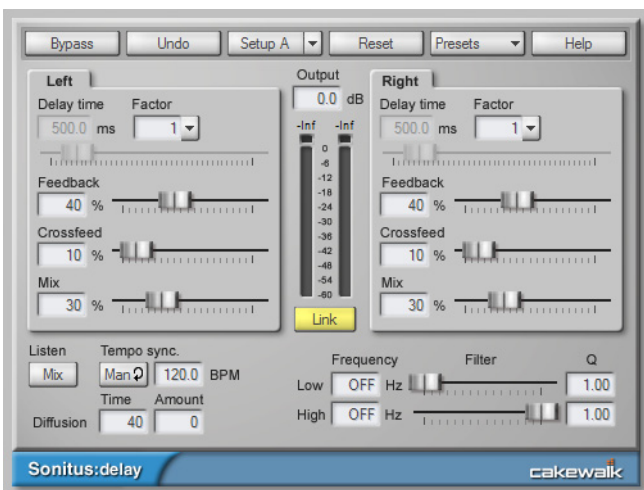 Bypass Undo Setup A Reset Presets Help
Left Output Right
Delay time Factor 0.0 dB Delay time Factor
500.0 ms 1 -Inf -Inf 500.0 ms 1
0
-6
Feedback -12 Feedback
-18
40 % -24 40 %
-30
Crossfeed -36 Crossfeed
10 % -42 10 %
-48
Mix -54 Mix
30 % -60 30 %
Link
Listen Tempo sync. Frequency Filter Q
Mix Man 120.0 BPM Low OFF Hz 1.00
Time Amount
Diffusion 40 0 High OFF Hz 1.00
Sonitus:delay cakewalk